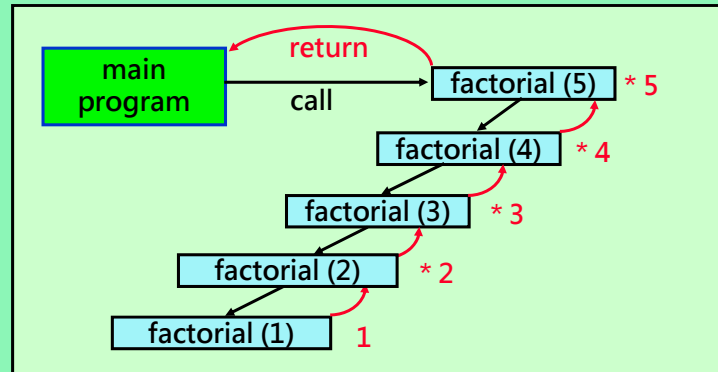 return
main
program
call
factorial (5) * 5
factorial (4) * 4
factorial (3) * 3
factorial (2) * 2
factorial (1) 1